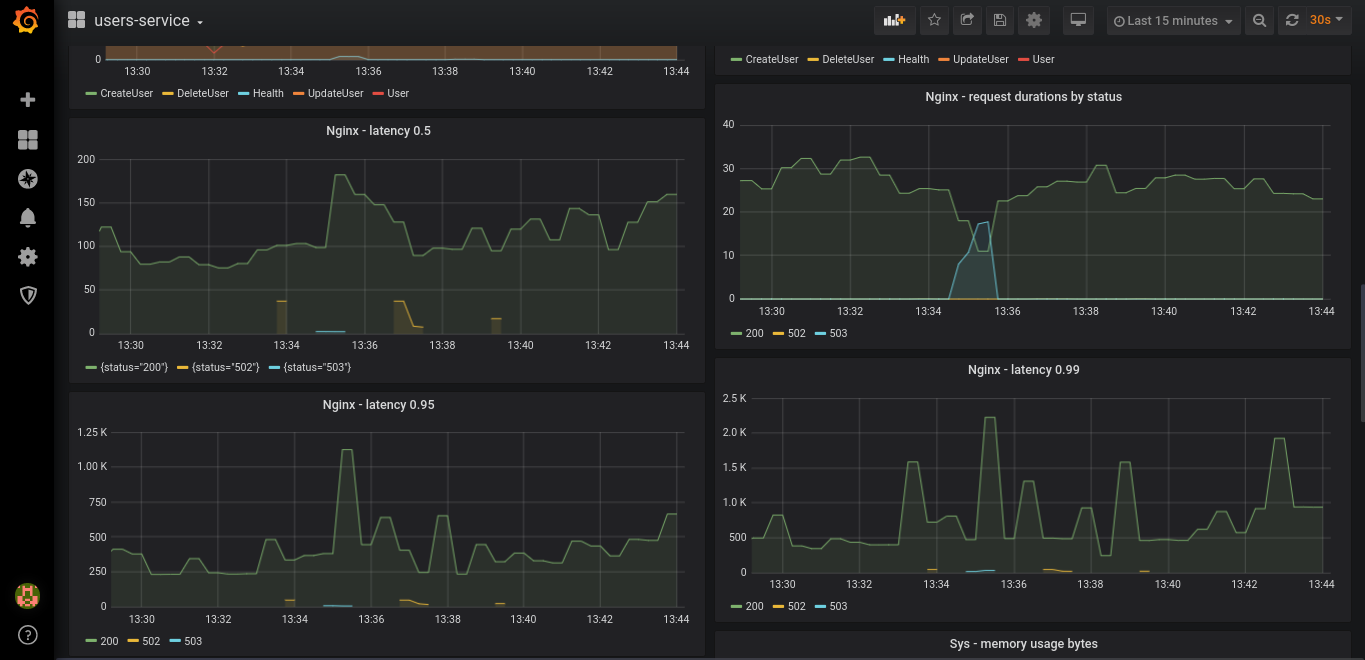 users-service
Last 15 minutes
30s
0
13:30 13:32 13:34 13:36 13:38 13:40 13:42 13:44
CreateUser DeleteUser Health UpdateUser User
CreateUser DeleteUser Health UpdateUser User
Nginx - latency 0.5
200
150
100
50
0
13:30 13:32 13:34 13:36 13:38 13:40 13:42 13:44
{status="200"} {status="502"} {status="503"}
Nginx - request durations by status
40
30
20
10
0
13:30 13:32 13:34 13:36 13:38 13:40 13:42 13:44
200 502 503
Nginx - latency 0.95
1.25 K
1.00 K
750
500
250
0
13:30 13:32 13:34 13:36 13:38 13:40 13:42 13:44
200 502 503
Nginx - latency 0.99
2.5 K
2.0 K
1.5 K
1.0 K
500
0
13:30 13:32 13:34 13:36 13:38 13:40 13:42 13:44
200 502 503
Sys - memory usage bytes